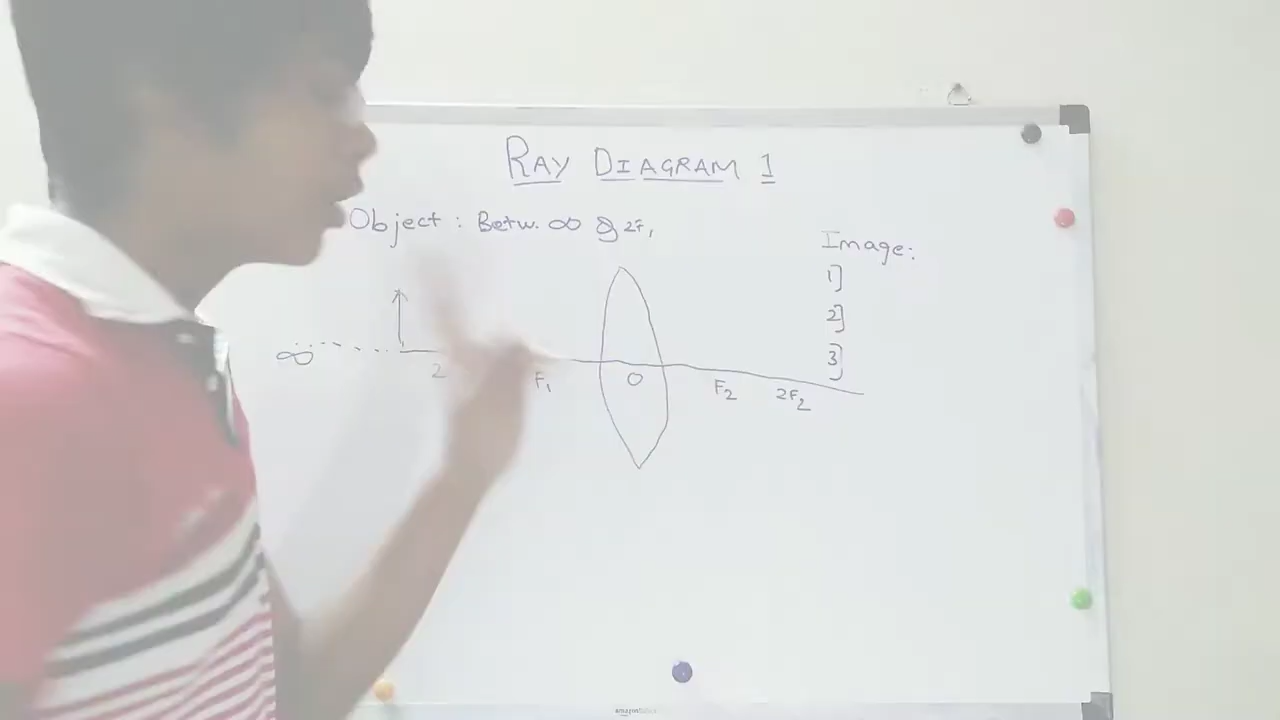 RAY DIAGRAM 1
Object : Betw. ∞ & 2F₁
Image:
1]
2]
3]
∞
2
F₁
O
F₂
2F₂